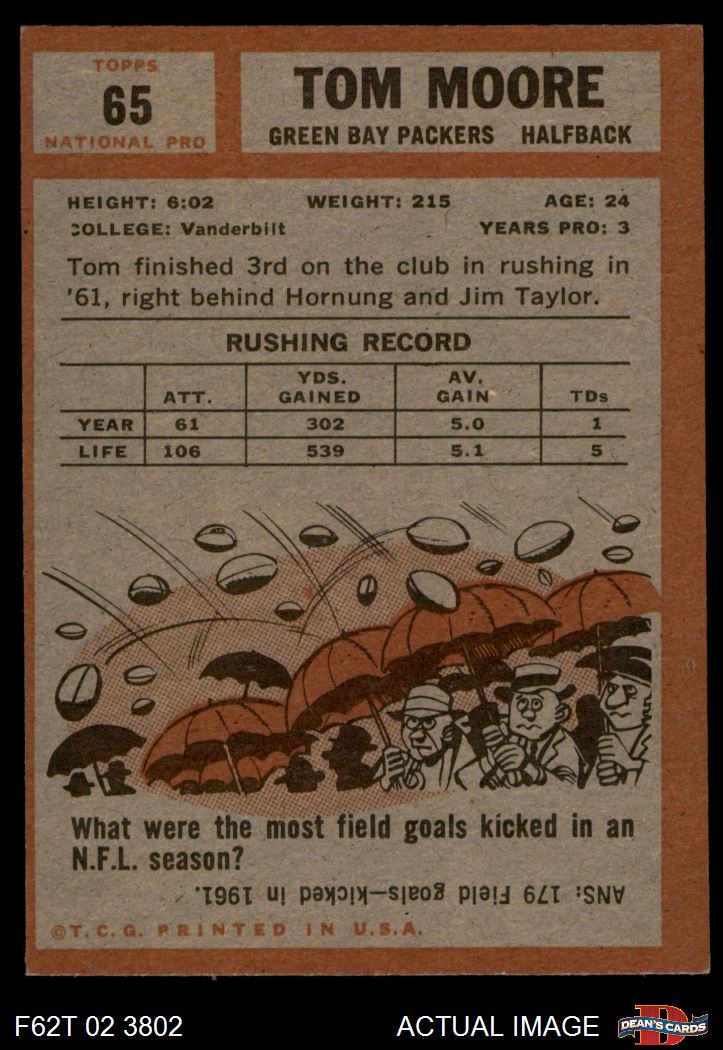 TOPPS
65
NATIONAL PRO
TOM MOORE
GREEN BAY PACKERS HALFBACK
HEIGHT: 6:02 WEIGHT: 215 AGE: 24
COLLEGE: Vanderbilt YEARS PRO: 3
Tom finished 3rd on the club in rushing in
'61, right behind Hornung and Jim Taylor.
RUSHING RECORD
ATT. YDS. GAINED AV. GAIN TDs
YEAR 61 302 5.0 1
LIFE 106 539 5.1 5
What were the most field goals kicked in an
N.F.L. season?
ANS: 179 Field goals—kicked in 1961.
©T.C.G. PRINTED IN U.S.A.
F62T 02 3802 ACTUAL IMAGE
D
DEAN'S CARDS